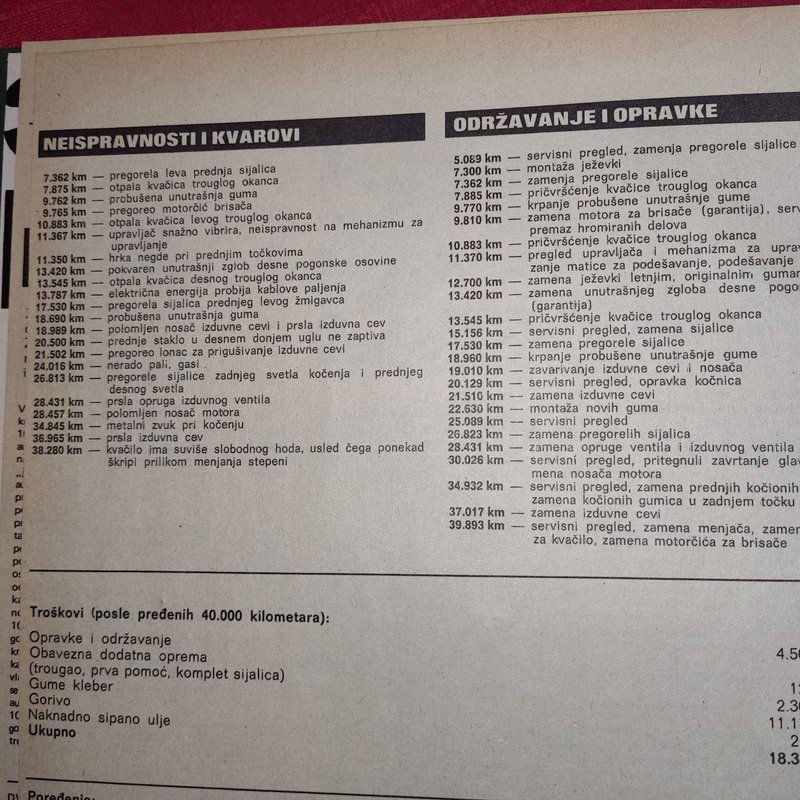 NEISPRAVNOSTI I KVAROVI
7.362 km — pregorela leva prednja sijalica
7.875 km — otpala kvačica trouglog okanca
9.762 km — probušena unutrašnja guma
9.765 km — pregoreo motorčić brisača
10.883 km — otpala kvačica levog trouglog okanca
11.367 km — upravljač snažno vibrira, neispravnost na mehanizmu za
upravljanje
11.350 km — hrka negde pri prednjim točkovima
13.420 km — pokvaren unutrašnji zglob desne pogonske osovine
13.545 km — otpala kvačica desnog trouglog okanca
13.787 km — električna energija probija kablove paljenja
17.530 km — pregorela sijalica prednjeg levog žmigavca
18.690 km — probušena unutrašnja guma
18.989 km — polomljen nosač izduvne cevi i prsla izduvna cev
20.500 km — prednje staklo u desnem donjem uglu ne zaptiva
21.502 km — pregoreo lonac za prigušivanje izduvne cevi
24.016 km — nerado pali, gasi
26.813 km — pregorele sijalice zadnjeg svetla kočenja i prednjeg
desnog svetla
28.431 km — prsla opruga izduvnog ventila
28.457 km — polomljen nosač motora
34.845 km — metalni zvuk pri kočenju
36.965 km — prsla izduvna cev
38.280 km — kvačilo ima suviše slobodnog hoda, usled čega ponekad
škripi prilikom menjanja stepeni
ODRŽAVANJE I OPRAVKE
5.089 km — servisni pregled, zamenja pregorele sijalice
7.300 km — montaža ježevki
7.362 km — zamenja pregorele sijalice
7.885 km — pričvršćenje kvačice trouglog okanca
9.770 km — krpanje probušene unutrašnje gume
9.810 km — zamena motora za brisače (garantija), ser
premaz hromiranih delova
10.883 km — pričvršćenje kvačice trouglog okanca
11.370 km — pregled upravljača i mehanizma za uprav
zanje matice za podešavanje, podešavanje
12.700 km — zamena ježevki letnjim, originalnim gumar
13.420 km — zamena unutrašnjeg zgloba desne pogo
(garantija)
13.545 km — pričvršćenje kvačice trouglog okanca
15.156 km — servisni pregled, zamena sijalice
17.530 km — zamena pregorele sijalice
18.960 km — krpanje probušene unutrašnje gume
19.010 km — zavarivanje izduvne cevi i nosača
20.129 km — servisni pregled, opravka kočnica
21.510 km — zamena izduvne cevi
22.630 km — montaža novih guma
25.089 km — servisni pregled
26.823 km — zamena pregorelih sijalica
28.431 km — zamena opruge ventila i izduvnog ventila
30.026 km — servisni pregled, pritegnuli zavrtanje gla
mena nosača motora
34.932 km — servisni pregled, zamena prednjih kočionih
zamena kočionih gumica u zadnjem točku
37.017 km — zamena izduvne cevi
39.893 km — servisni pregled, zamena menjača, zamen
za kvačilo, zamena motorčića za brisače
Troškovi (posle pređenih 40.000 kilometara):
Opravke i održavanje
Obavezna dodatna oprema 4.50
(trougao, prva pomoć, komplet sijalica)
Gume kleber 1
Gorivo 2.30
Naknadno sipano ulje 11.1
2
Ukupno 18.3
Poređenje: